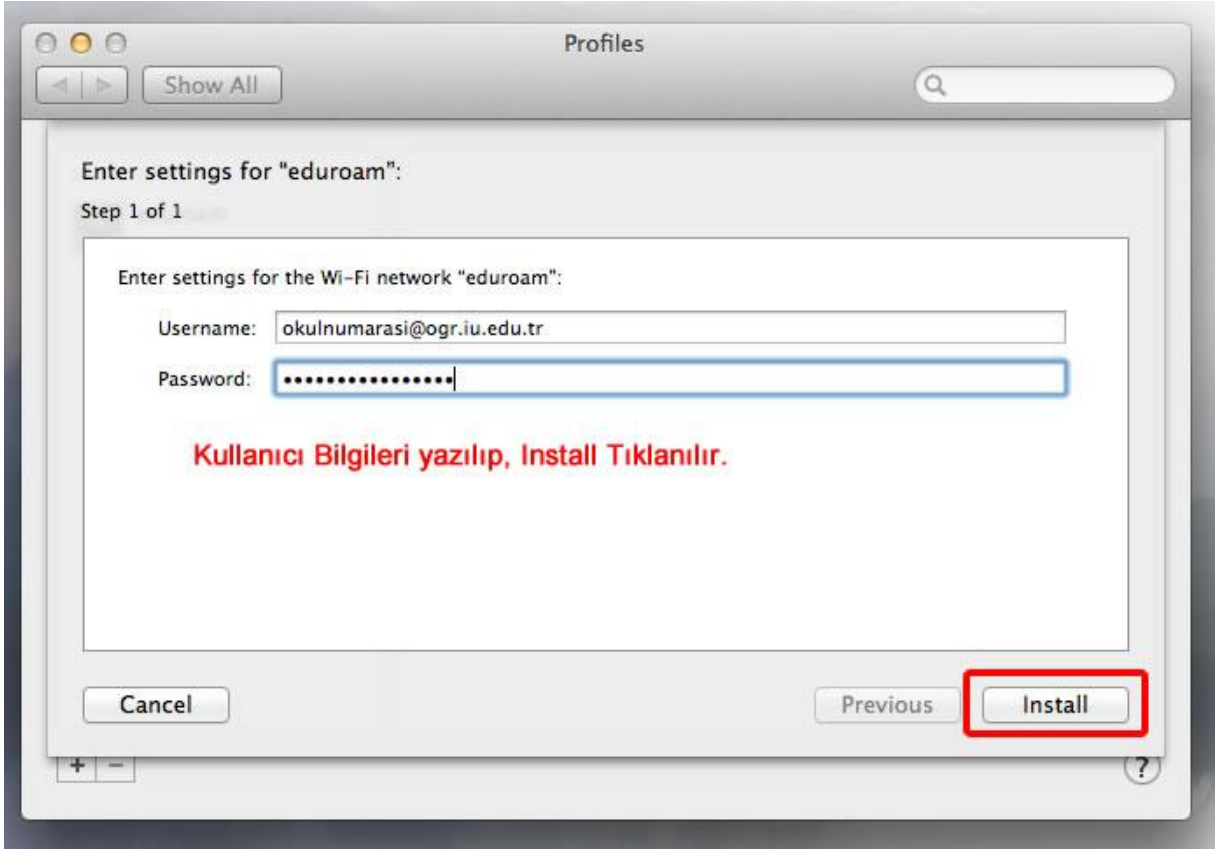 Profiles
Show All
Enter settings for “eduroam”:
Step 1 of 1
Enter settings for the Wi-Fi network “eduroam”:
Username: okulnumarasi@ogr.iu.edu.tr
Password: ••••••••••••••••
Kullanıcı Bilgileri yazılıp, Install Tıklanılır.
Cancel Previous Install
+ − ?